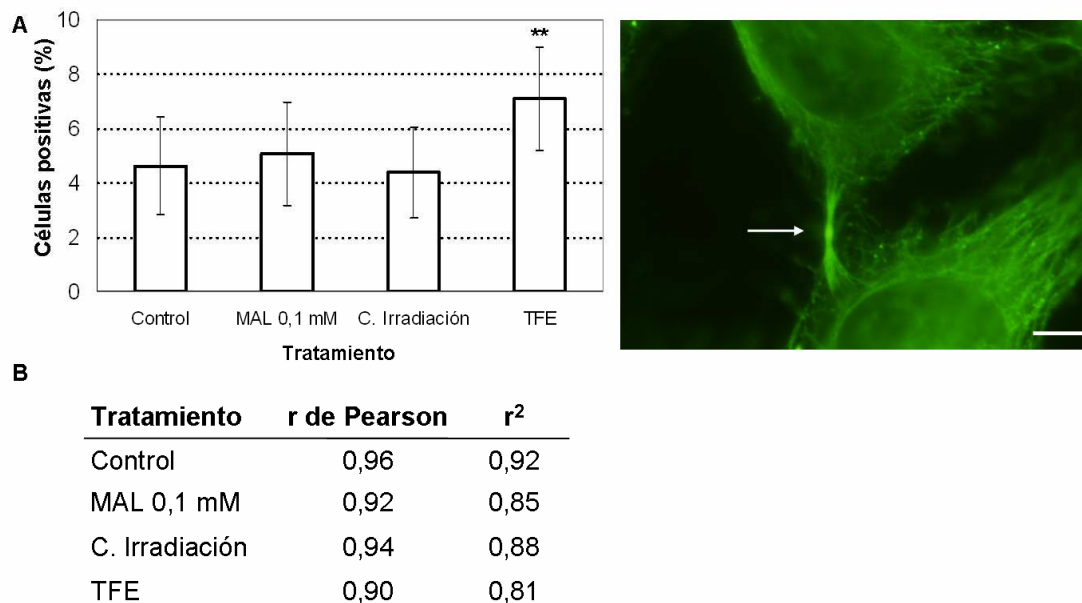 A
Células positivas (%)
10
8
6
4
2
0
**
Control
MAL 0,1 mM
C. Irradiación
TFE
Tratamiento
B
Tratamiento r de Pearson r²
Control 0,96 0,92
MAL 0,1 mM 0,92 0,85
C. Irradiación 0,94 0,88
TFE 0,90 0,81